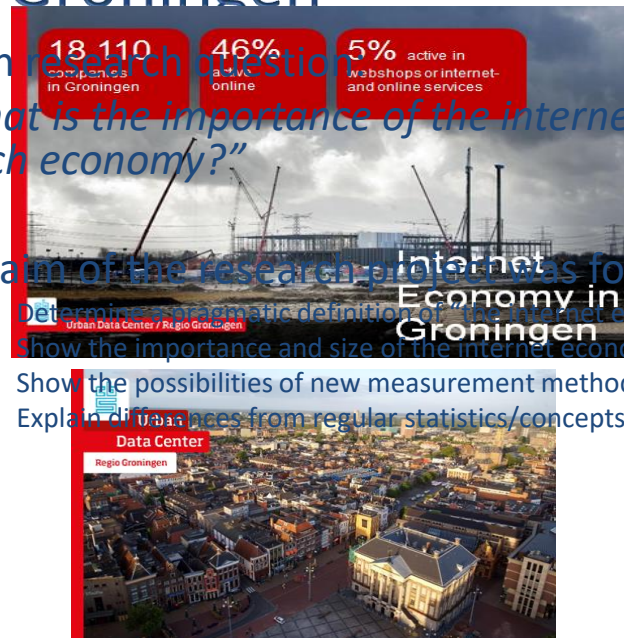 Groningen
18.110
companies
in Groningen
46%
active
online
5% active in
webshops or internet-
and online services
research question:
at is the importance of the interne
ch economy?”
aim of the research project was fo
Internet
Economy in
Groningen
Urban Data Center / Regio Groningen
Determine a pragmatic definition of „ the internet e
Show the importance and size of the internet econo
Show the possibilities of new measurement method
Explain differences from regular statistics/concepts
Urban
Data Center
Regio Groningen